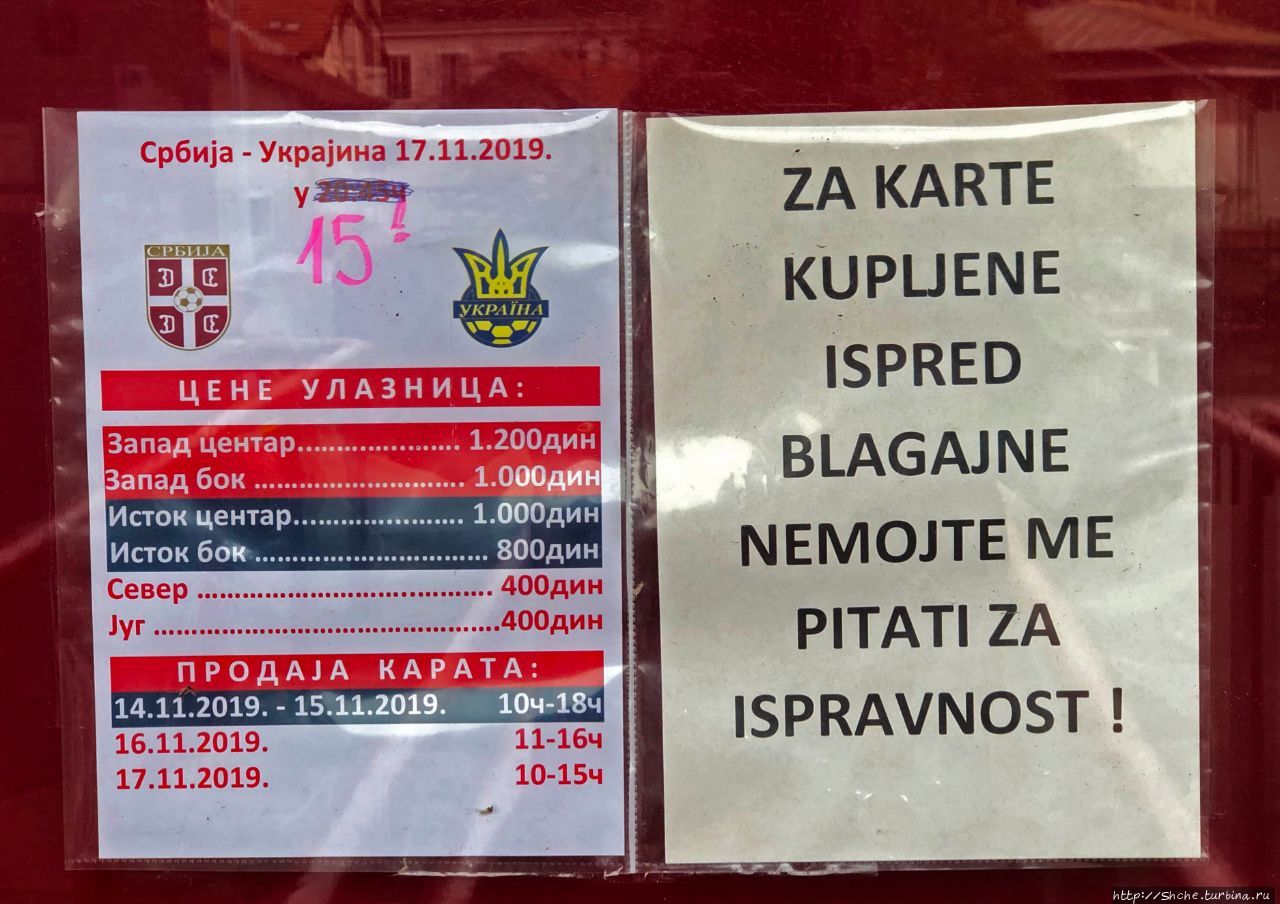 Србија - Украјина 17.11.2019.
у 20:45ч
15!
СРБИЈА
УКРАЇНА
ЦЕНЕ УЛАЗНИЦА:
Запад центар...................... 1.200дин
Запад бок ............................ 1.000дин
Исток центар....................... 1.000дин
Исток бок ............................... 800дин
Север ....................................... 400дин
Југ ..............................................400дин
ПРОДАЈА КАРАТА:
14.11.2019. - 15.11.2019. 10ч-18ч
16.11.2019. 11-16ч
17.11.2019. 10-15ч
ZA KARTE
KUPLJENE
ISPRED
BLAGAJNE
NEMOJTE ME
PITATI ZA
ISPRAVNOST !
http://Shche.turbina.ru